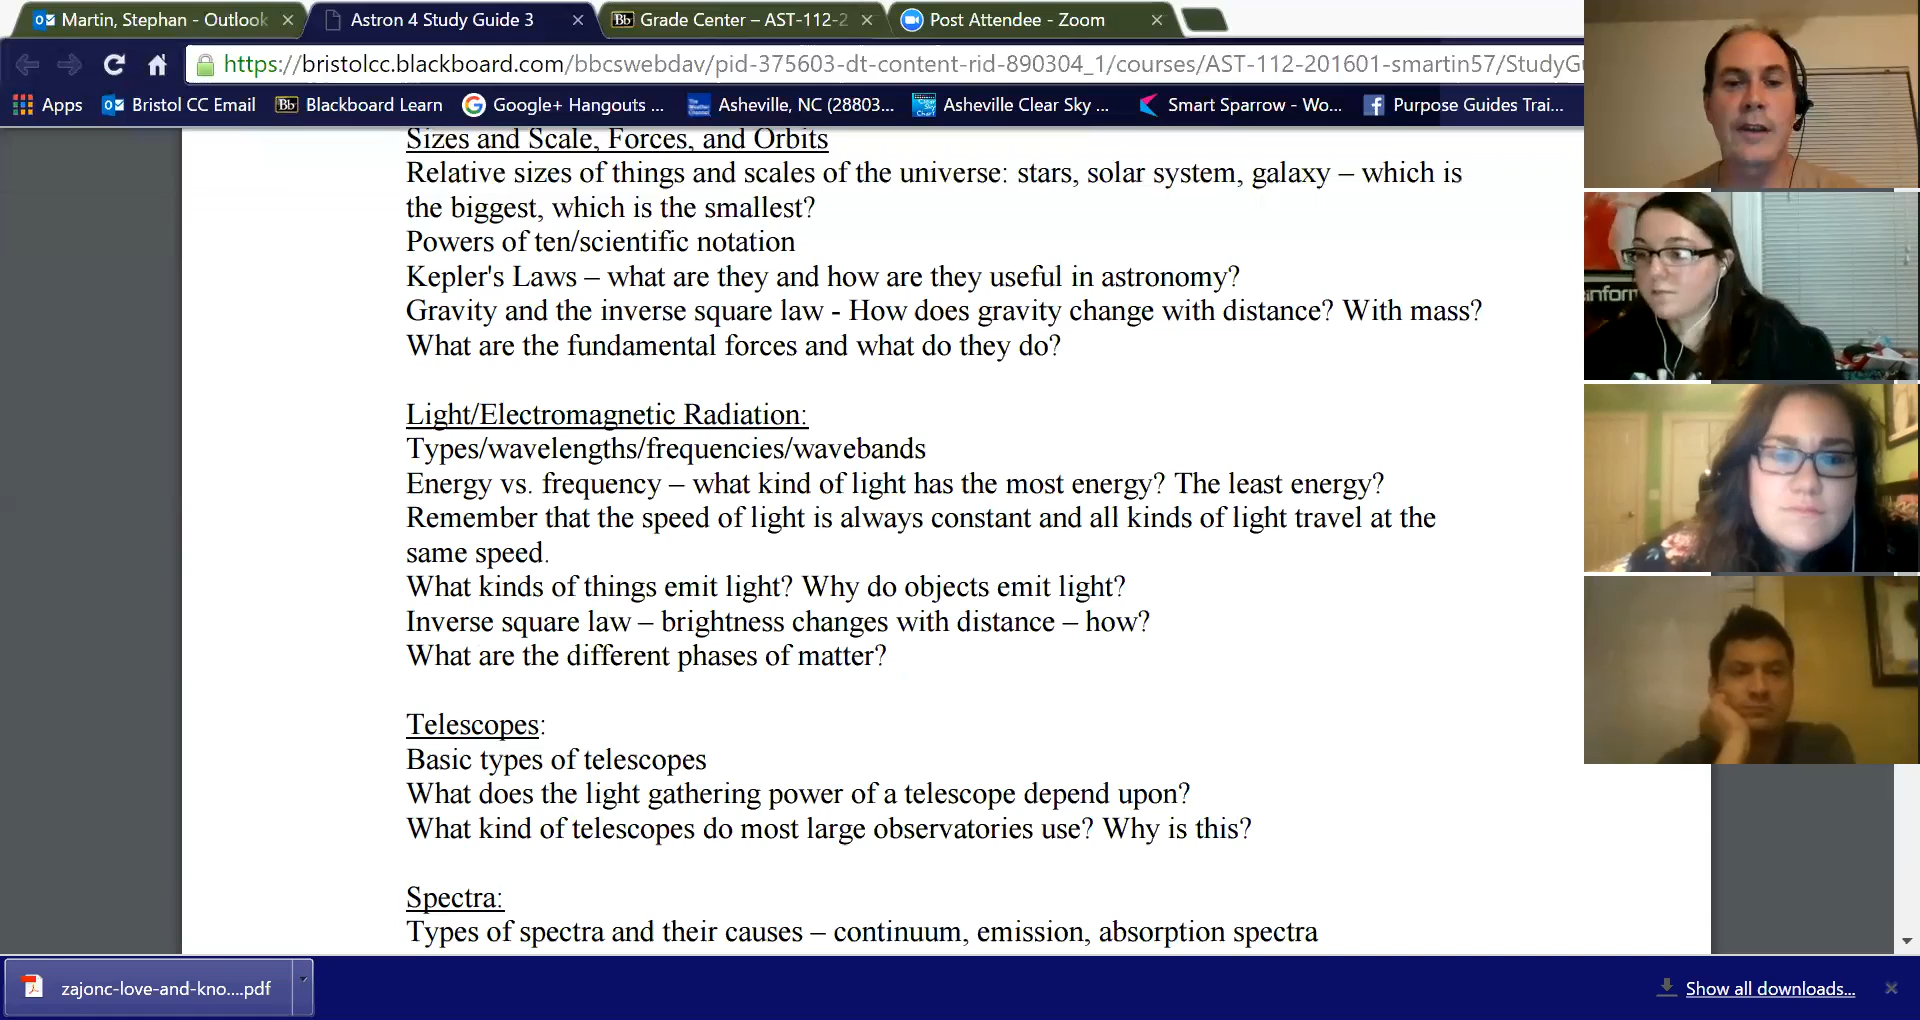 Martin, Stephan - Outlook
Astron 4 Study Guide 3
Bb Grade Center – AST-112-2
Post Attendee - Zoom
https://bristolcc.blackboard.com/bbcswebdav/pid-375603-dt-content-rid-890304_1/courses/AST-112-201601-smartin57/StudyGu
Apps
Bristol CC Email
Bb Blackboard Learn
Google+ Hangouts ...
Asheville, NC (28803...
Asheville Clear Sky ...
Smart Sparrow - Wo...
Purpose Guides Trai...
Sizes and Scale, Forces, and Orbits
Relative sizes of things and scales of the universe: stars, solar system, galaxy – which is
the biggest, which is the smallest?
Powers of ten/scientific notation
Kepler's Laws – what are they and how are they useful in astronomy?
Gravity and the inverse square law - How does gravity change with distance? With mass?
What are the fundamental forces and what do they do?
Light/Electromagnetic Radiation:
Types/wavelengths/frequencies/wavebands
Energy vs. frequency – what kind of light has the most energy? The least energy?
Remember that the speed of light is always constant and all kinds of light travel at the
same speed.
What kinds of things emit light? Why do objects emit light?
Inverse square law – brightness changes with distance – how?
What are the different phases of matter?
Telescopes:
Basic types of telescopes
What does the light gathering power of a telescope depend upon?
What kind of telescopes do most large observatories use? Why is this?
Spectra:
Types of spectra and their causes – continuum, emission, absorption spectra
zajonc-love-and-kno....pdf
Show all downloads...